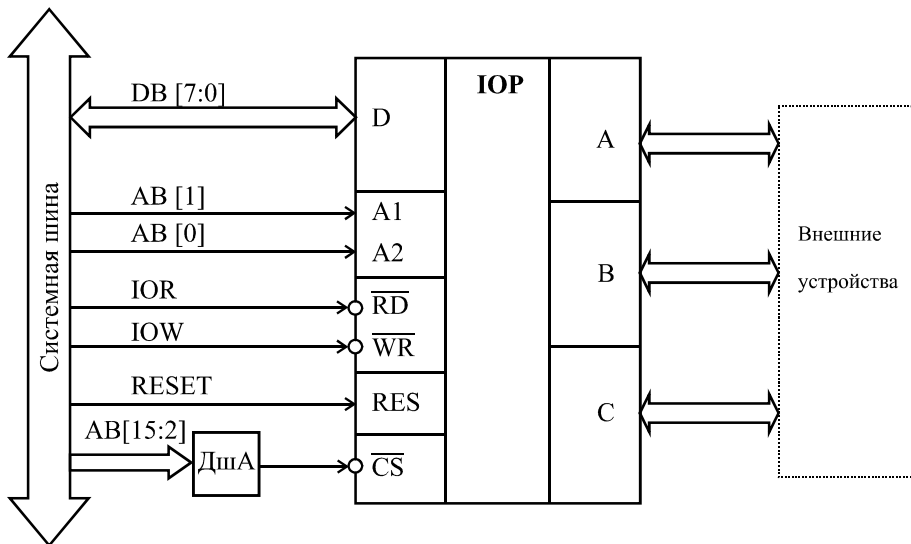 Системная шина
DB [7:0]
AB [1]
AB [0]
IOR
IOW
RESET
AB[15:2]
ДшА
D
A1
A2
RD
WR
RES
CS
IOP
A
B
C
Внешние
устройства